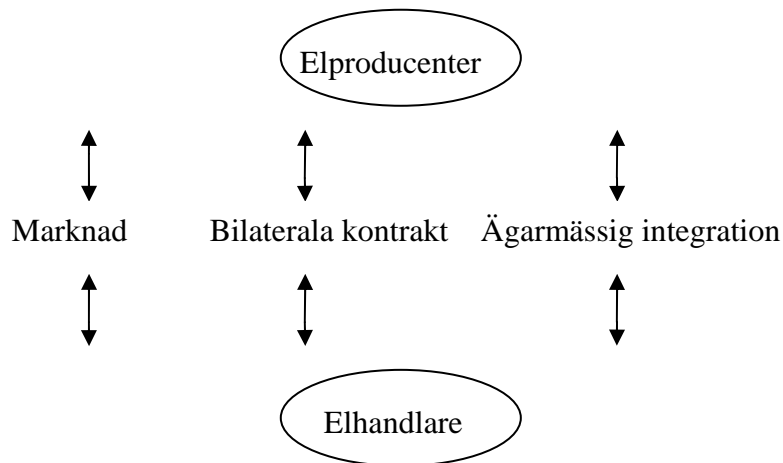 Elproducenter
Marknad Bilaterala kontrakt Ägarmässig integration
Elhandlare